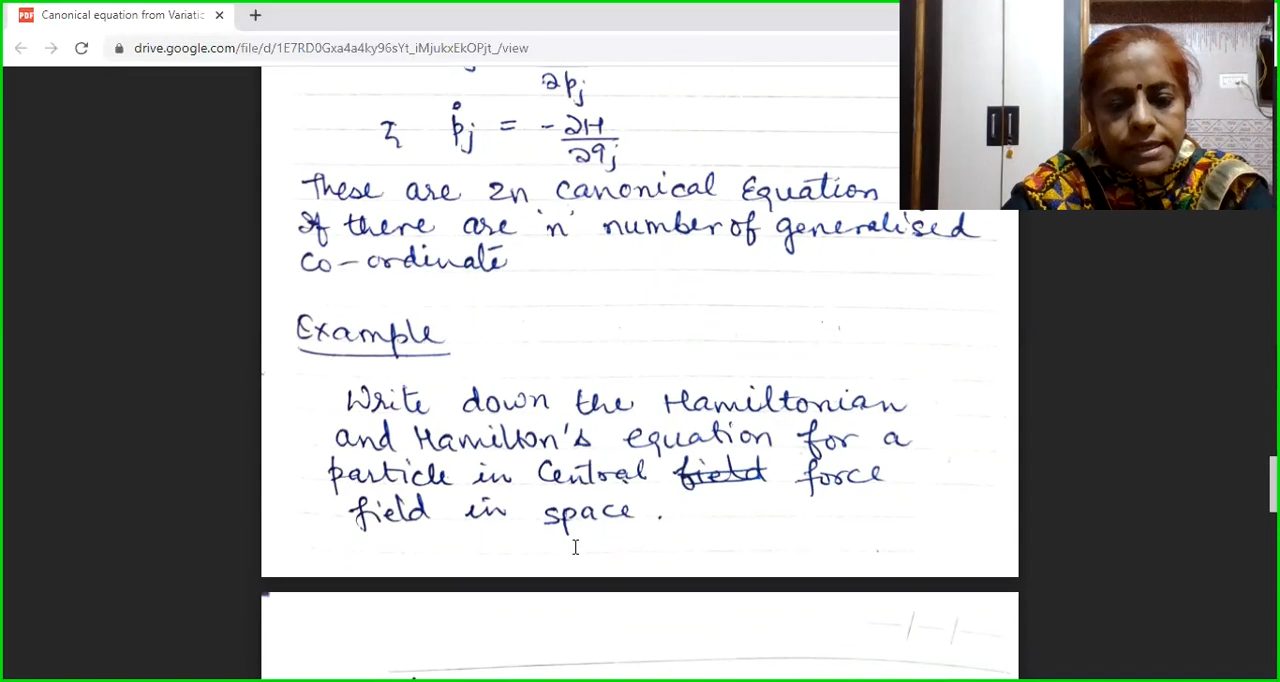 Canonical equation from Variatic
drive.google.com/file/d/1E7RD0Gxa4a4ky96sYt_iMjukxEkOPjt_/view
∂pj
ṗj = -∂H
∂qj
These are 2n canonical Equation
If there are 'n' number of generalised
co-ordinate
Example
Write down the Hamiltonian
and Hamilton's equation for a
particle in Central field force
field in space.